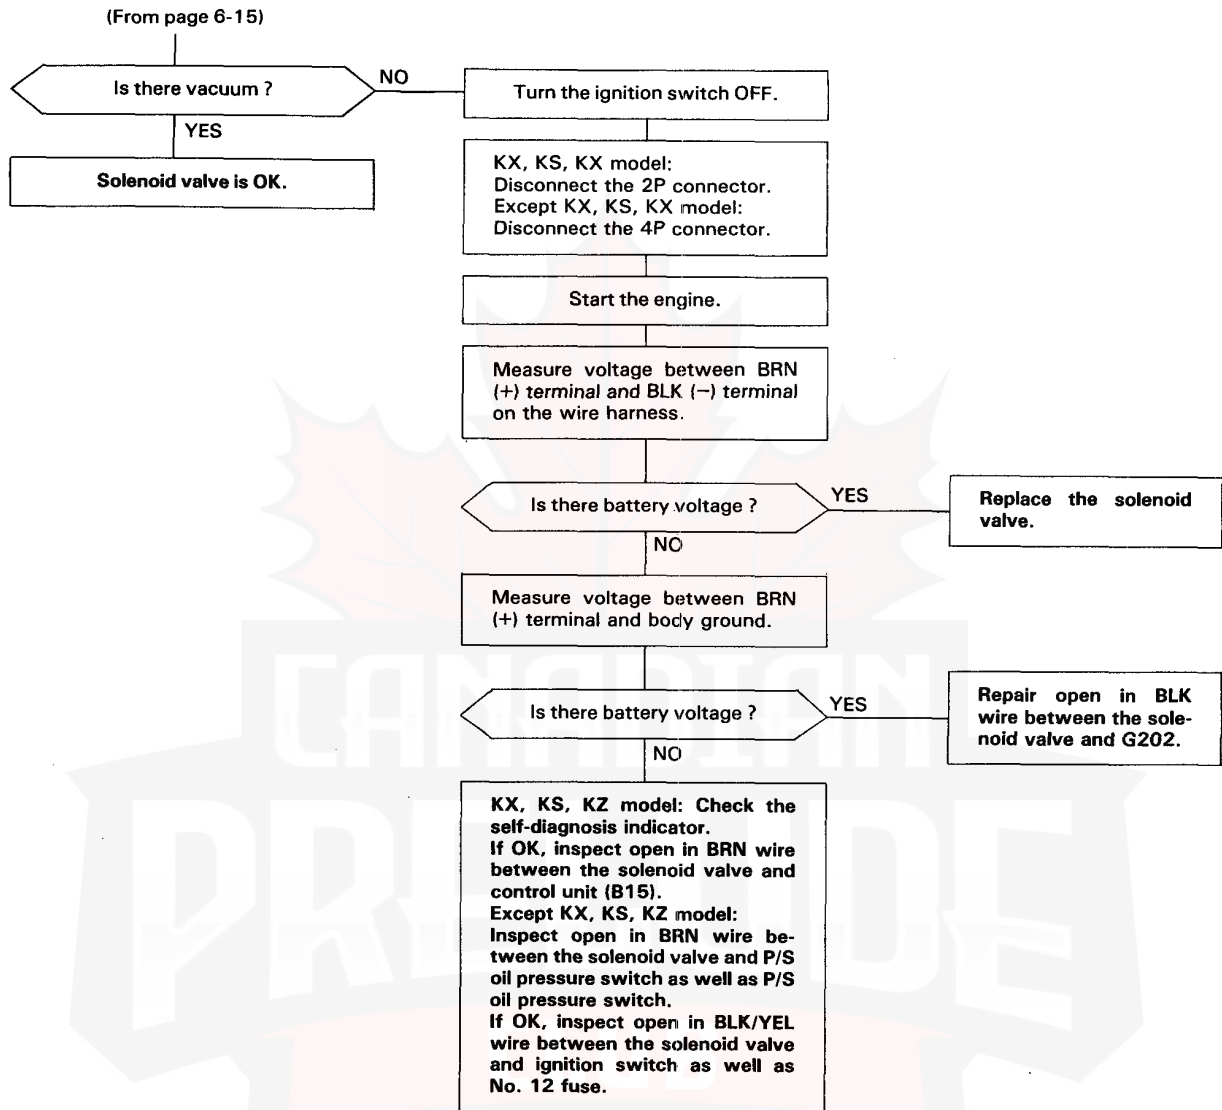 (From page 6-15)
Is there vacuum ?
NO
YES
Solenoid valve is OK.
Turn the ignition switch OFF.
KX, KS, KX model:
Disconnect the 2P connector.
Except KX, KS, KX model:
Disconnect the 4P connector.
Start the engine.
Measure voltage between BRN
(+) terminal and BLK (−) terminal
on the wire harness.
Is there battery voltage ?
YES
Replace the solenoid
valve.
NO
Measure voltage between BRN
(+) terminal and body ground.
Is there battery voltage ?
YES
Repair open in BLK
wire between the sole-
noid valve and G202.
NO
KX, KS, KZ model: Check the
self-diagnosis indicator.
If OK, inspect open in BRN wire
between the solenoid valve and
control unit (B15).
Except KX, KS, KZ model:
Inspect open in BRN wire be-
tween the solenoid valve and P/S
oil pressure switch as well as P/S
oil pressure switch.
If OK, inspect open in BLK/YEL
wire between the solenoid valve
and ignition switch as well as
No. 12 fuse.
CANADIAN
PRELUDE